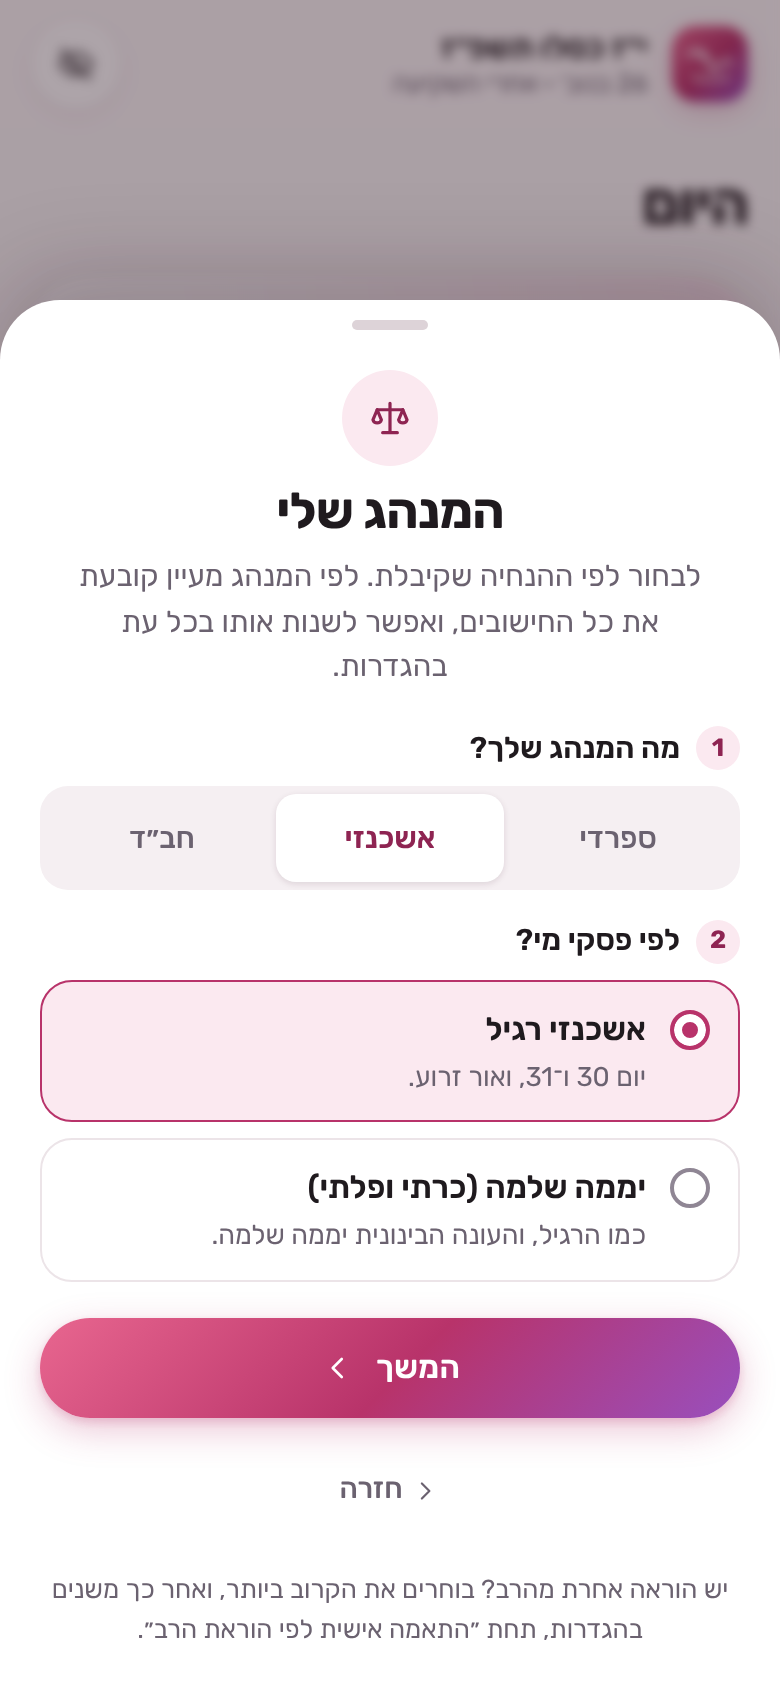 היום
המנהג שלי
לבחור לפי ההנחיה שקיבלת. לפי המנהג מעיין קובעת
את כל החישובים, ואפשר לשנות אותו בכל עת
בהגדרות.
1 מה המנהג שלך?
ספרדי אשכנזי חב״ד
2 לפי פסקי מי?
אשכנזי רגיל
יום 30 ו־31, ואור זרוע.
יממה שלמה (כרתי ופלתי)
כמו הרגיל, והעונה הבינונית יממה שלמה.
המשך
חזרה
יש הוראה אחרת מהרב? בוחרים את הקרוב ביותר, ואחר כך משנים
בהגדרות, תחת ״התאמה אישית לפי הוראת הרב״.